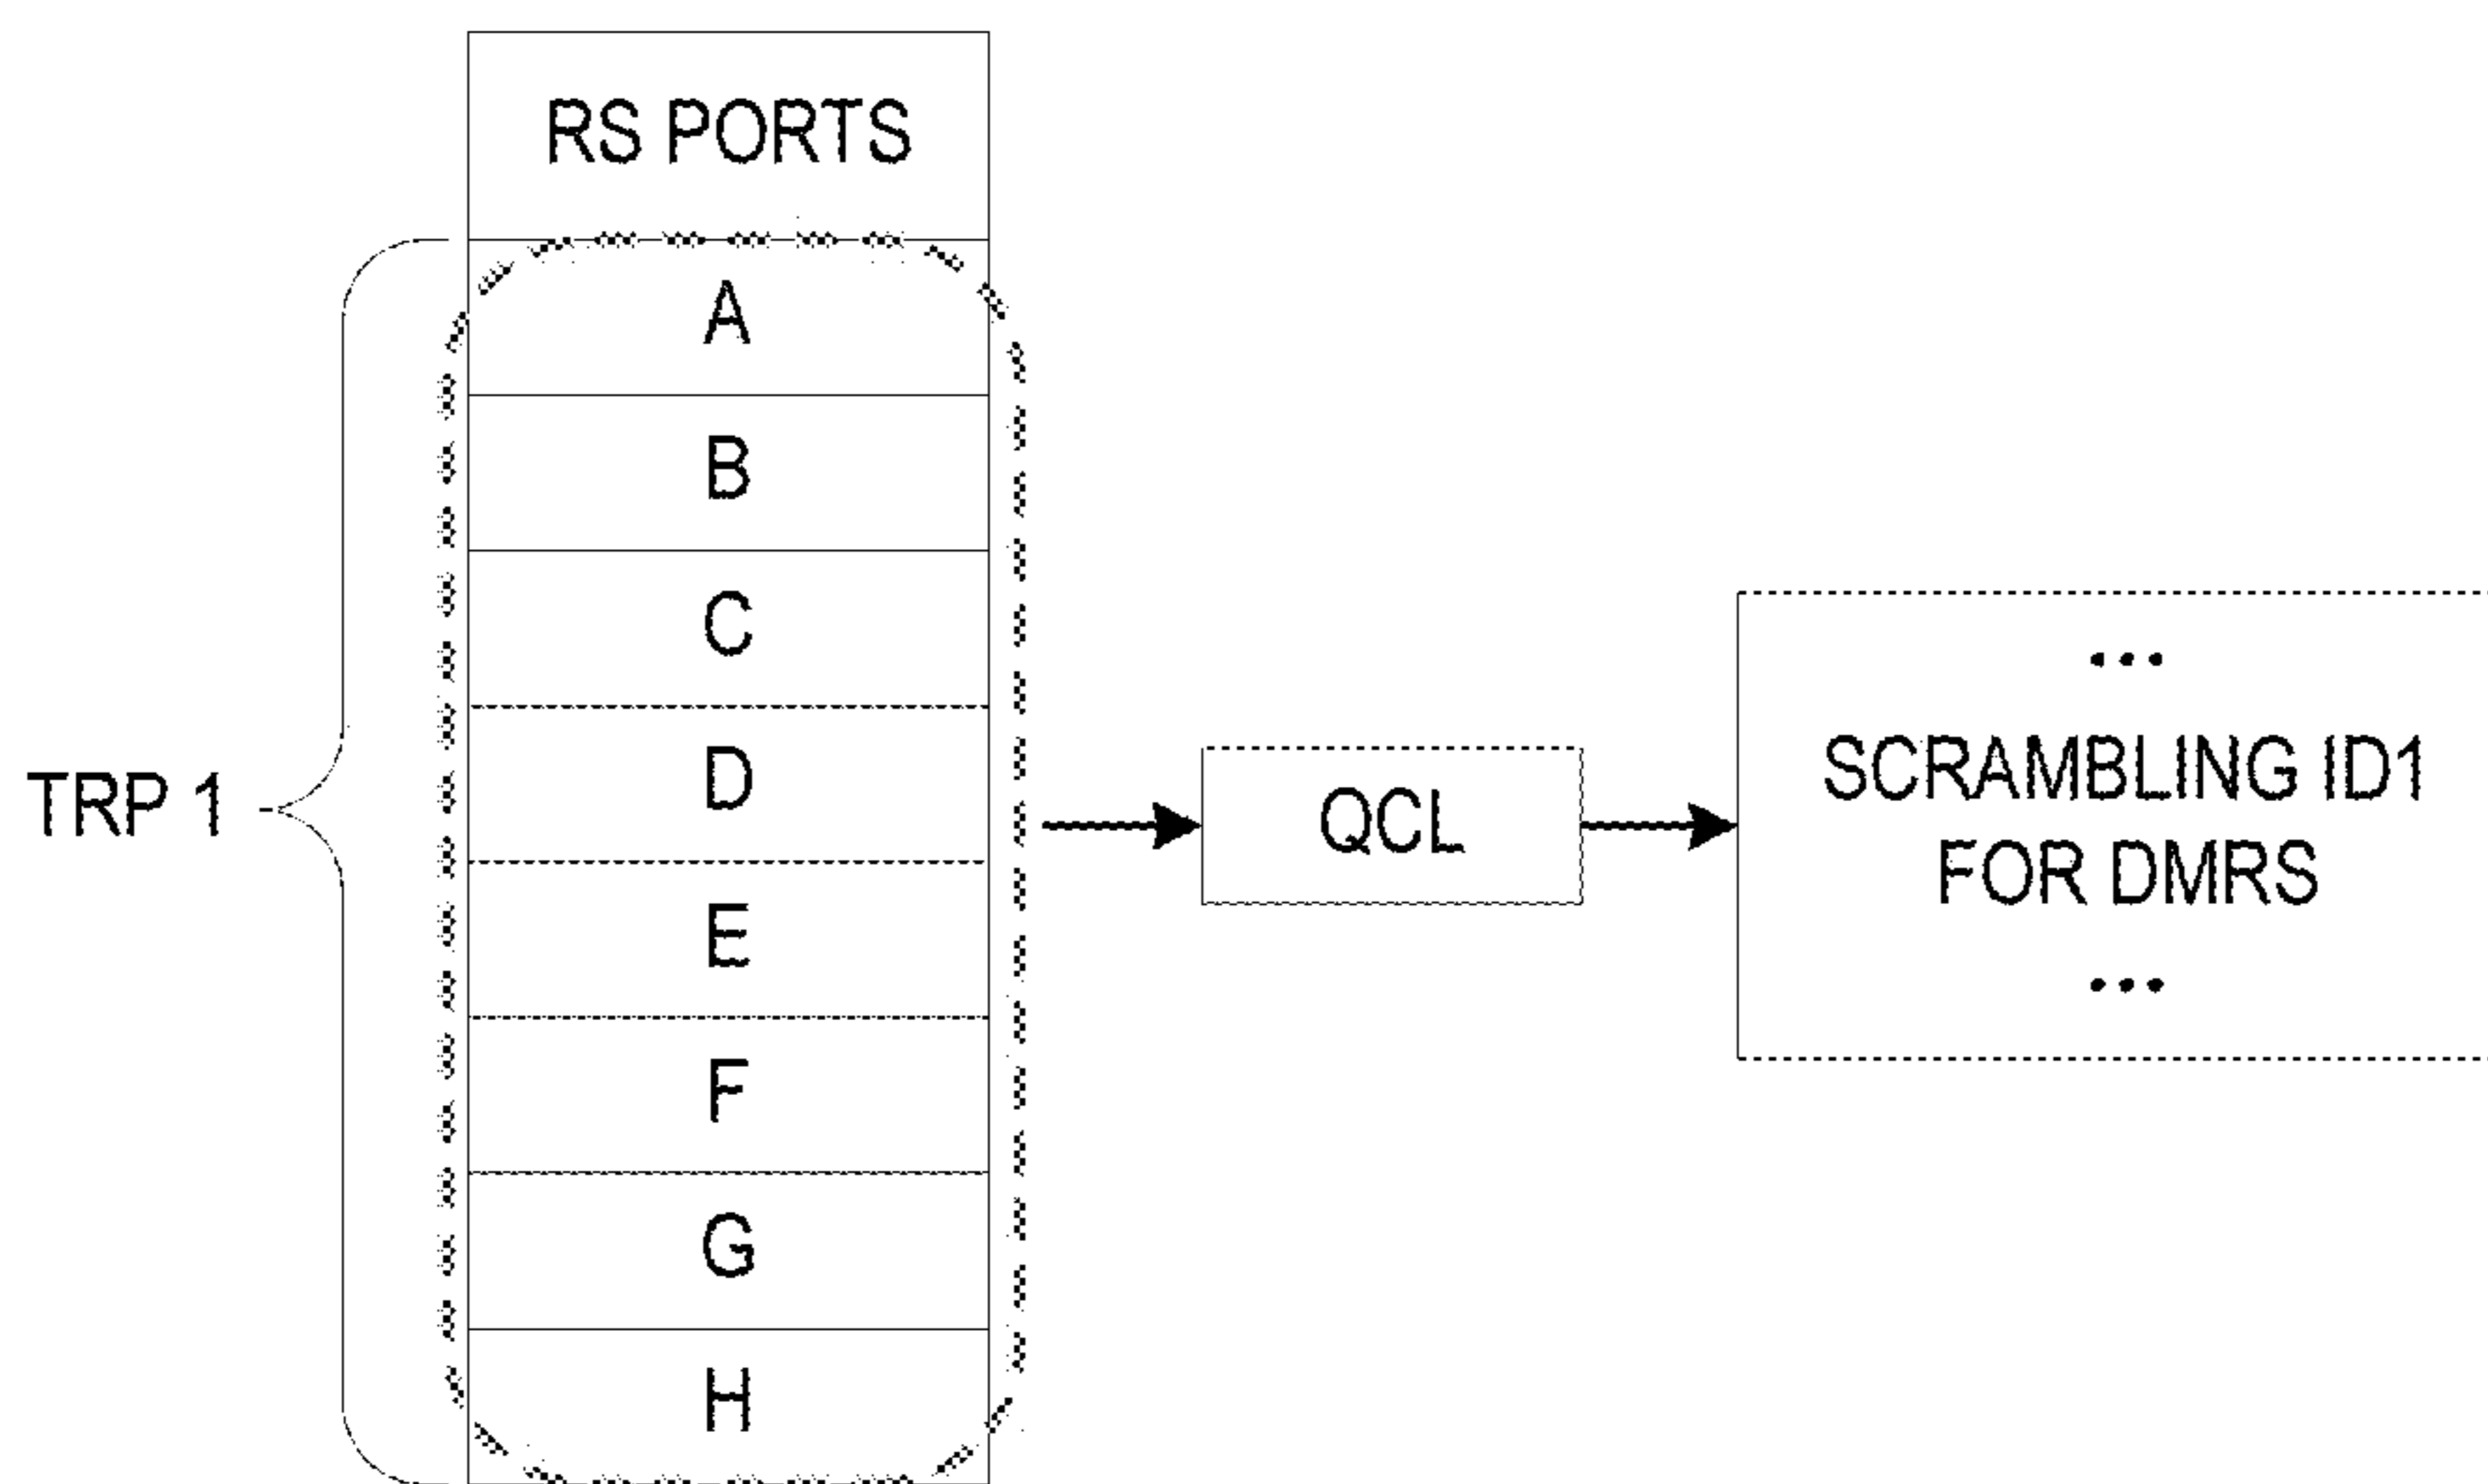 RS PORTS
A
B
C
D
E
F
G
H
TRP 1
QCL
...
SCRAMBLING ID1
FOR DMRS
...